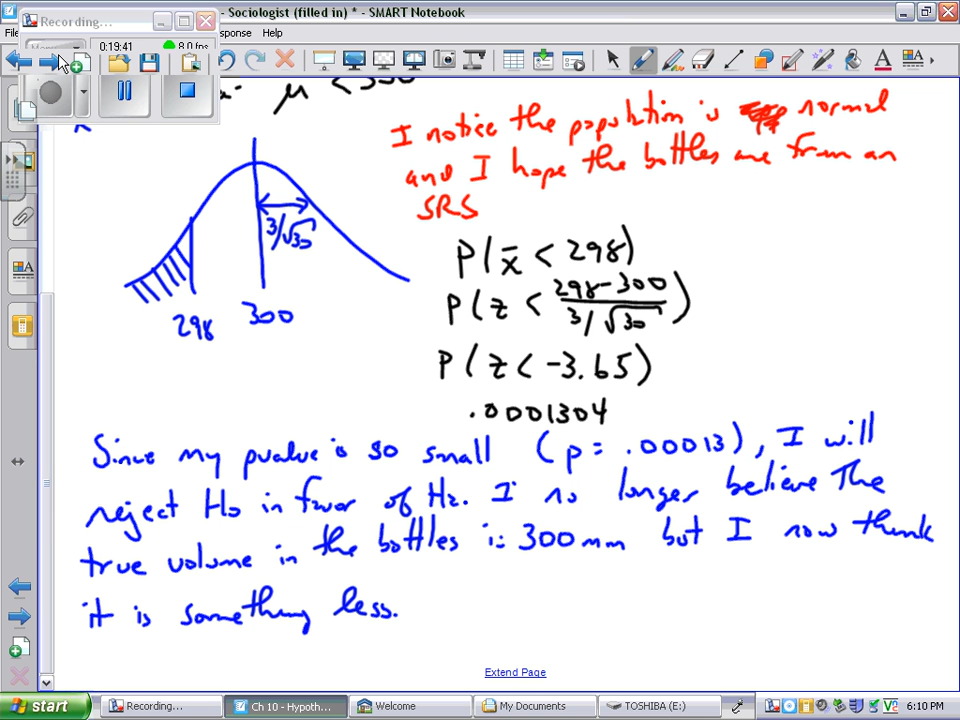 - Sociologist (filled in) * - SMART Notebook
Recording...
0:19:41
8.0 fps
esponse Help
μ < 330
I notice the population is normal
and I hope the bottles are from an
SRS
3/√30
298
300
P(x̄ < 298)
P(z < 298-300 / 3/√30)
P(z < -3.65)
.0001304
Since my pvalue is so small (p = .00013), I will
reject Ho in favor of Ha. I no longer believe the
true volume in the bottles is 300 mm but I now think
it is something less.
Extend Page
start
Recording...
Ch 10 - Hypoth...
Welcome
My Documents
TOSHIBA (E:)
6:10 PM